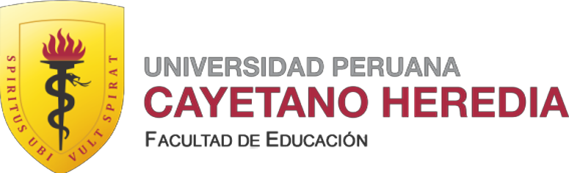 SPIRITUS UBI VULT SPIRAT
UNIVERSIDAD PERUANA
CAYETANO HEREDIA
FACULTAD DE EDUCACIÓN